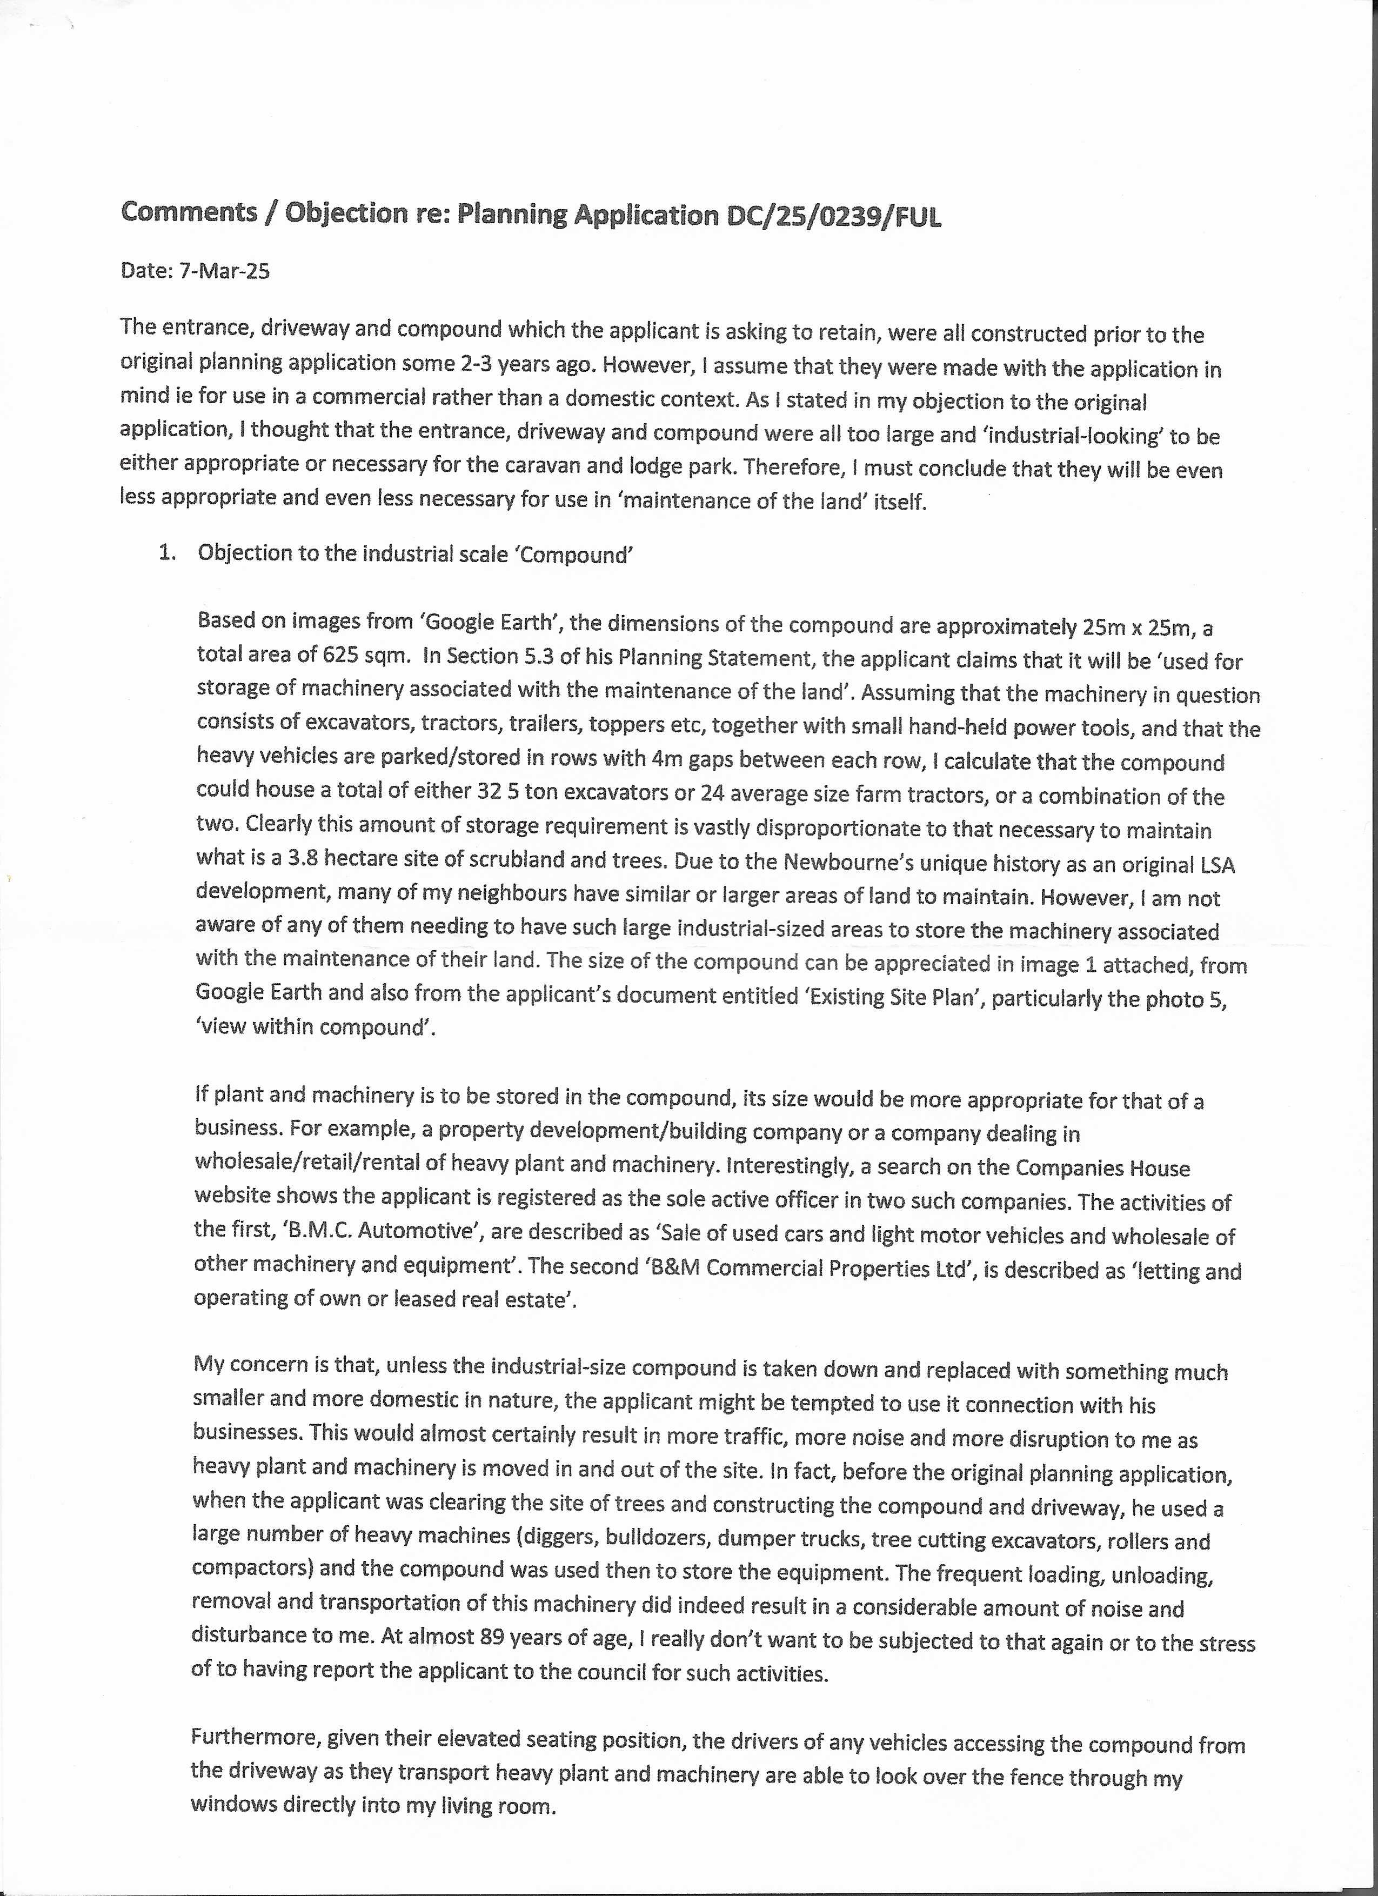 Comments / Objection re: Planning Application DC/25/0239/FUL
Date: 7-Mar-25
The entrance, driveway and compound which the applicant is asking to retain, were all constructed prior to the
original planning application some 2-3 years ago. However, I assume that they were made with the application in
mind ie for use in a commercial rather than a domestic context. As I stated in my objection to the original
application, I thought that the entrance, driveway and compound were all too large and ‘industrial-looking’ to be
either appropriate or necessary for the caravan and lodge park. Therefore, I must conclude that they will be even
less appropriate and even less necessary for use in ‘maintenance of the land’ itself.
1. Objection to the industrial scale ‘Compound’
Based on images from ‘Google Earth’, the dimensions of the compound are approximately 25m x 25m, a
total area of 625 sqm. In Section 5.3 of his Planning Statement, the applicant claims that it will be ‘used for
storage of machinery associated with the maintenance of the land’. Assuming that the machinery in question
consists of excavators, tractors, trailers, toppers etc, together with small hand-held power tools, and that the
heavy vehicles are parked/stored in rows with 4m gaps between each row, I calculate that the compound
could house a total of either 32 5 ton excavators or 24 average size farm tractors, or a combination of the
two. Clearly this amount of storage requirement is vastly disproportionate to that necessary to maintain
what is a 3.8 hectare site of scrubland and trees. Due to the Newbourne’s unique history as an original LSA
development, many of my neighbours have similar or larger areas of land to maintain. However, I am not
aware of any of them needing to have such large industrial-sized areas to store the machinery associated
with the maintenance of their land. The size of the compound can be appreciated in image 1 attached, from
Google Earth and also from the applicant’s document entitled ‘Existing Site Plan’, particularly the photo 5,
‘view within compound’.
If plant and machinery is to be stored in the compound, its size would be more appropriate for that of a
business. For example, a property development/building company or a company dealing in
wholesale/retail/rental of heavy plant and machinery. Interestingly, a search on the Companies House
website shows the applicant is registered as the sole active officer in two such companies. The activities of
the first, ‘B.M.C. Automotive’, are described as ‘Sale of used cars and light motor vehicles and wholesale of
other machinery and equipment’. The second ‘B&M Commercial Properties Ltd’, is described as ‘letting and
operating of own or leased real estate’.
My concern is that, unless the industrial-size compound is taken down and replaced with something much
smaller and more domestic in nature, the applicant might be tempted to use it connection with his
businesses. This would almost certainly result in more traffic, more noise and more disruption to me as
heavy plant and machinery is moved in and out of the site. In fact, before the original planning application,
when the applicant was clearing the site of trees and constructing the compound and driveway, he used a
large number of heavy machines (diggers, bulldozers, dumper trucks, tree cutting excavators, rollers and
compactors) and the compound was used then to store the equipment. The frequent loading, unloading,
removal and transportation of this machinery did indeed result in a considerable amount of noise and
disturbance to me. At almost 89 years of age, I really don’t want to be subjected to that again or to the stress
of to having report the applicant to the council for such activities.
Furthermore, given their elevated seating position, the drivers of any vehicles accessing the compound from
the driveway as they transport heavy plant and machinery are able to look over the fence through my
windows directly into my living room.